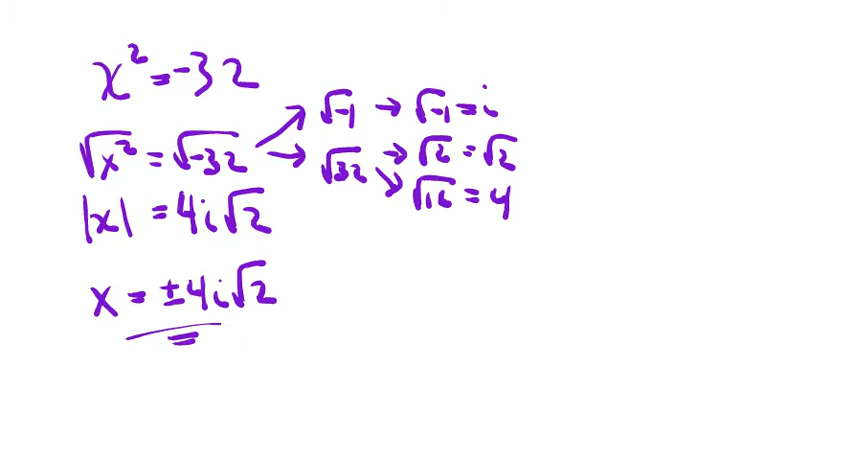 x² = -32
√x² = √-32 ↗ √-1 → √-1 = i
→ √32 → √2 = √2
↘ √16 = 4
|x| = 4i√2
x = ±4i√2